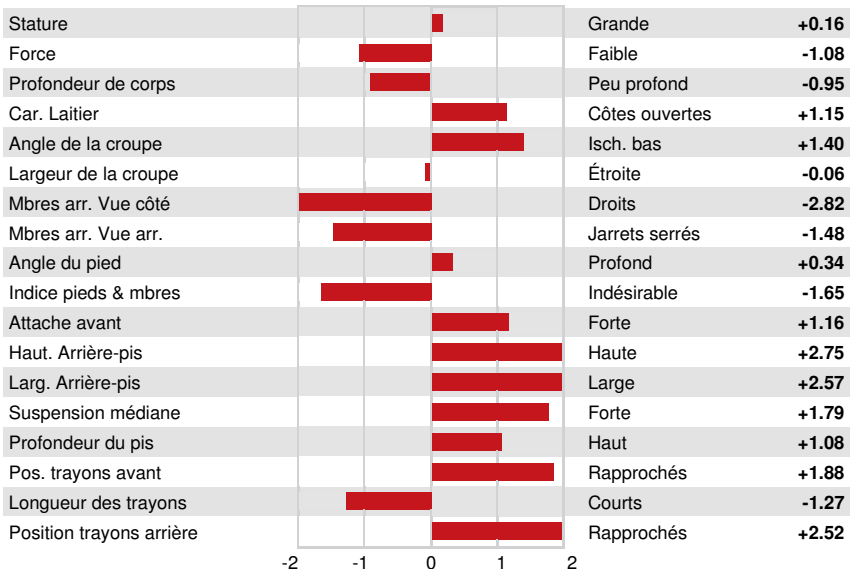 Stature Grande +0.16
Force Faible -1.08
Profondeur de corps Peu profond -0.95
Car. Laitier Côtes ouvertes +1.15
Angle de la croupe Isch. bas +1.40
Largeur de la croupe Étroite -0.06
Mbres arr. Vue côté Droits -2.82
Mbres arr. Vue arr. Jarrets serrés -1.48
Angle du pied Profond +0.34
Indice pieds & mbres Indésirable -1.65
Attache avant Forte +1.16
Haut. Arrière-pis Haute +2.75
Larg. Arrière-pis Large +2.57
Suspension médiane Forte +1.79
Profondeur du pis Haut +1.08
Pos. trayons avant Rapprochés +1.88
Longueur des trayons Courts -1.27
Position trayons arrière Rapprochés +2.52
-2 -1 0 1 2